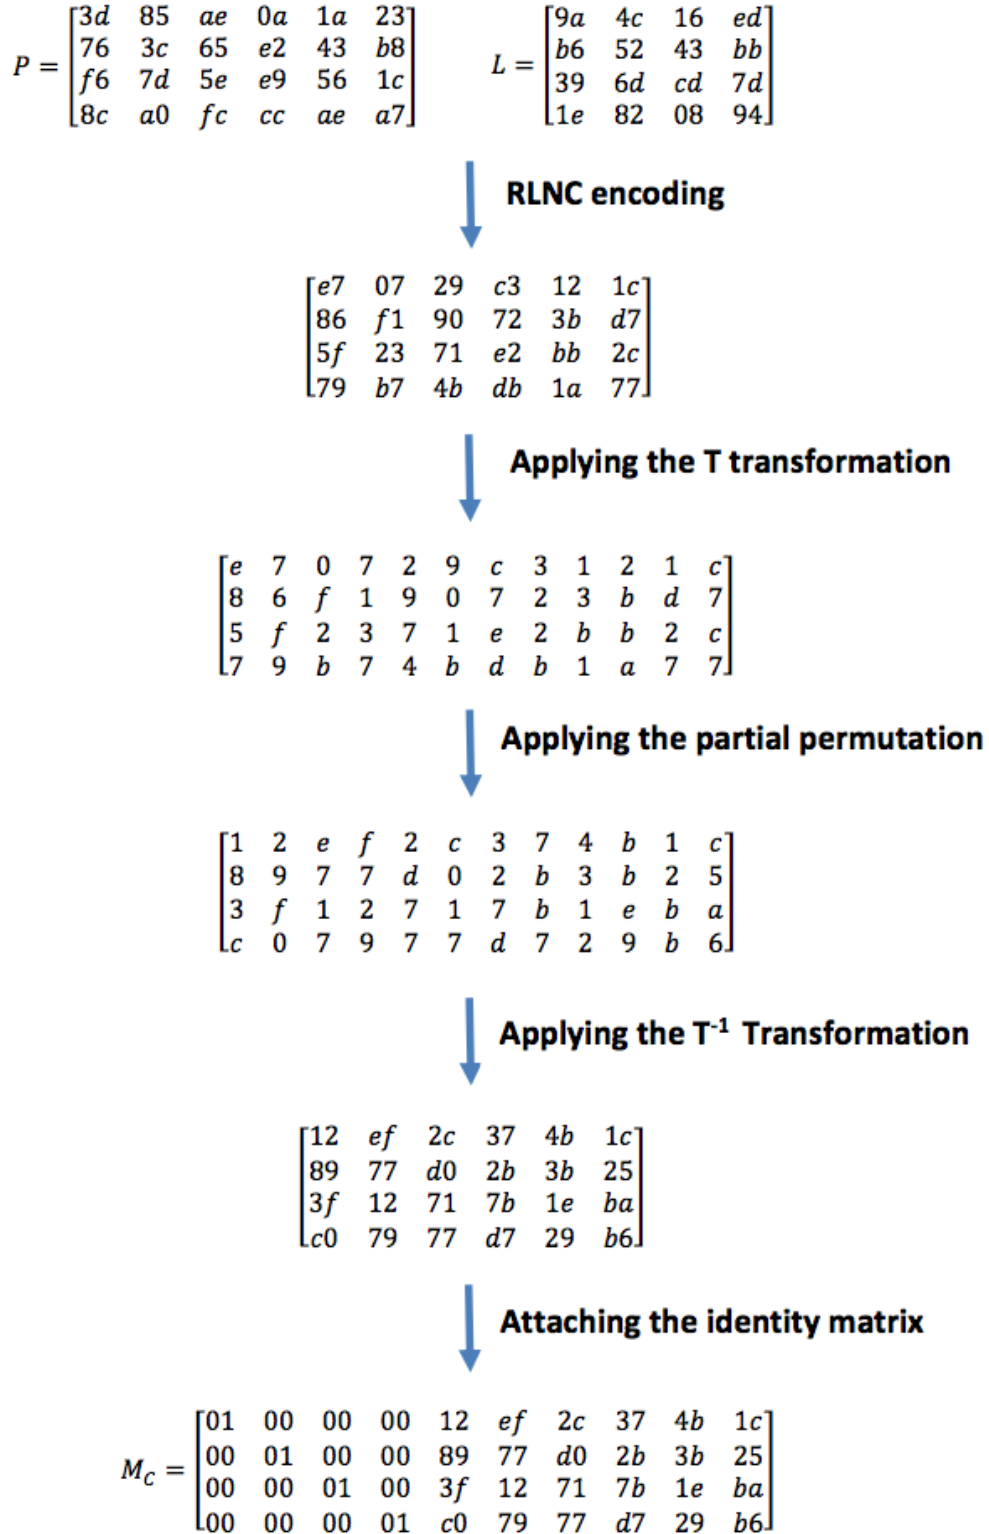 P = [3d 85 ae 0a 1a 23] L = [9a 4c 16 ed]
[76 3c 65 e2 43 b8] [b6 52 43 bb]
[f6 7d 5e e9 56 1c] [39 6d cd 7d]
[8c a0 fc cc ae a7] [1e 82 08 94]
RLNC encoding
[e7 07 29 c3 12 1c]
[86 f1 90 72 3b d7]
[5f 23 71 e2 bb 2c]
[79 b7 4b db 1a 77]
Applying the T transformation
[e 7 0 7 2 9 c 3 1 2 1 c]
[8 6 f 1 9 0 7 2 3 b d 7]
[5 f 2 3 7 1 e 2 b b 2 c]
[7 9 b 7 4 b d b 1 a 7 7]
Applying the partial permutation
[1 2 e f 2 c 3 7 4 b 1 c]
[8 9 7 7 d 0 2 b 3 b 2 5]
[3 f 1 2 7 1 7 b 1 e b a]
[c 0 7 9 7 7 d 7 2 9 b 6]
Applying the T⁻¹ Transformation
[12 ef 2c 37 4b 1c]
[89 77 d0 2b 3b 25]
[3f 12 71 7b 1e ba]
[c0 79 77 d7 29 b6]
Attaching the identity matrix
M_C = [01 00 00 00 12 ef 2c 37 4b 1c]
[00 01 00 00 89 77 d0 2b 3b 25]
[00 00 01 00 3f 12 71 7b 1e ba]
[00 00 00 01 c0 79 77 d7 29 b6]